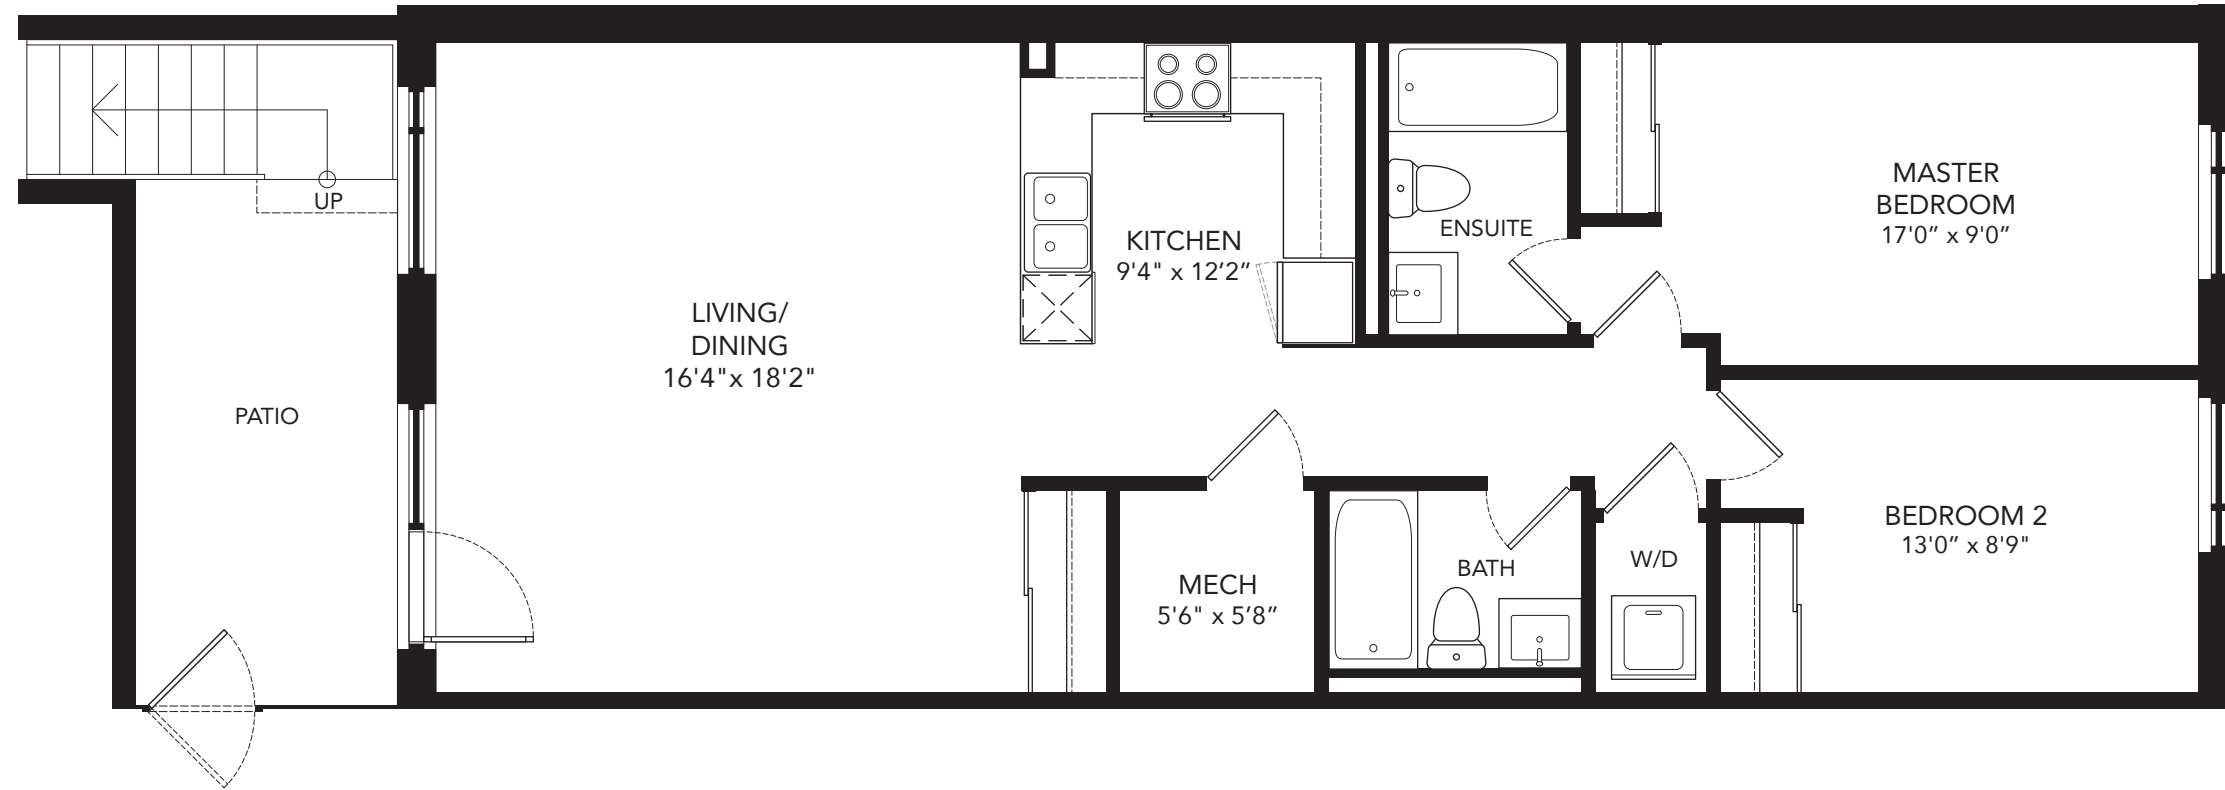 UP
PATIO
LIVING/
DINING
16'4"x 18'2"
KITCHEN
9'4" x 12’2”
ENSUITE
MASTER
BEDROOM
17'0” x 9’0”
MECH
5'6" x 5’8”
BATH
W/D
BEDROOM 2
13'0” x 8'9"